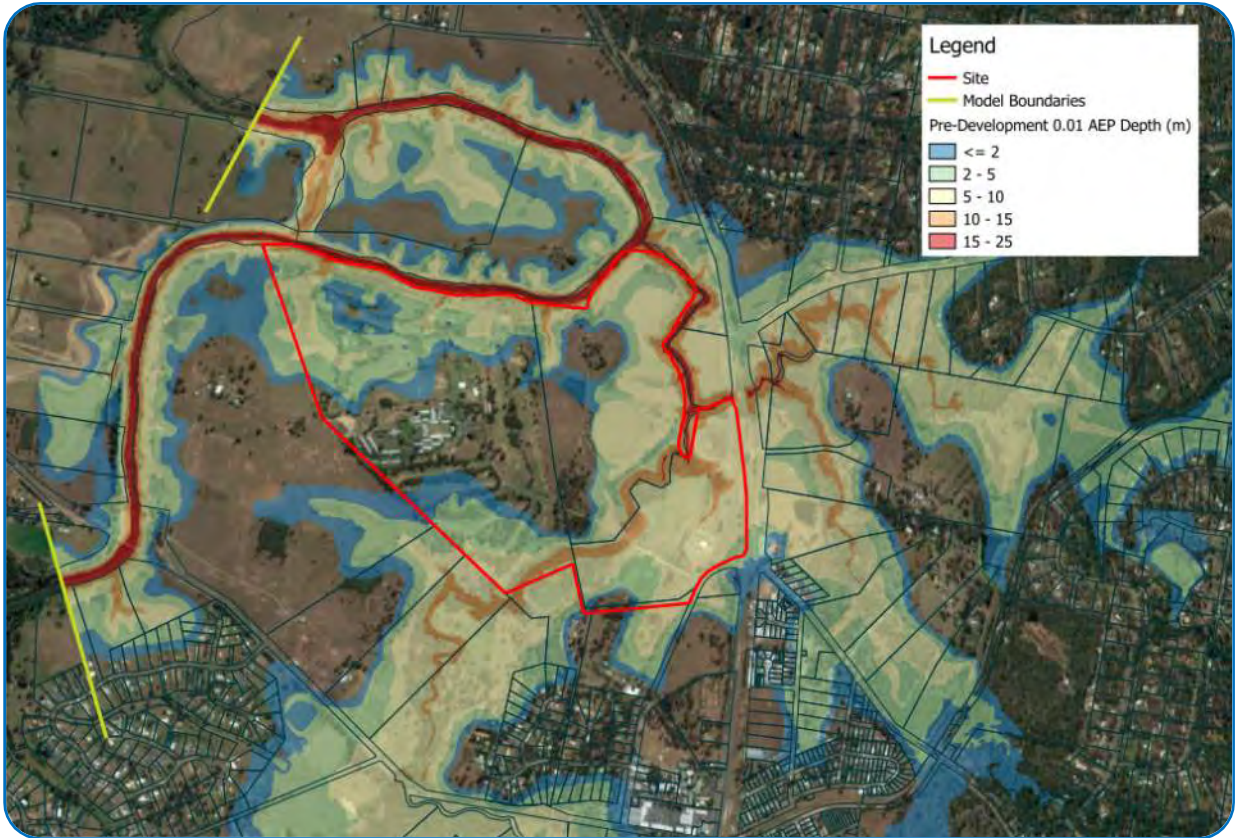 Legend
Site
Model Boundaries
Pre-Development 0.01 AEP Depth (m)
<= 2
2 - 5
5 - 10
10 - 15
15 - 25